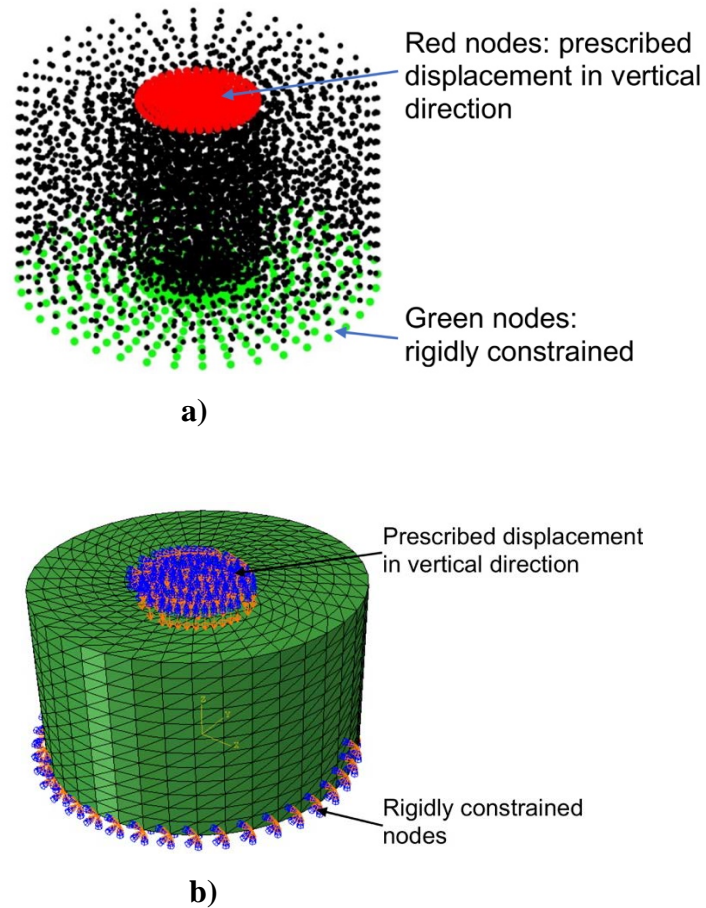 Red nodes: prescribed
displacement in vertical
direction
Green nodes:
rigidly constrained
a)
Prescribed displacement
in vertical direction
Z
Y
X
Rigidly constrained
nodes
b)